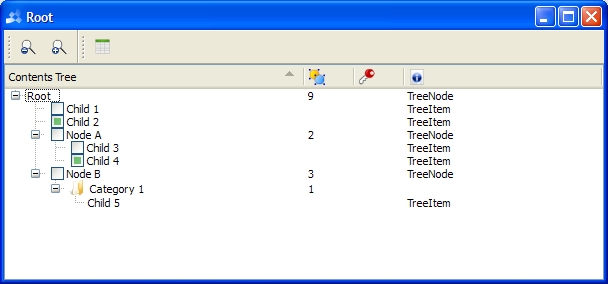 Root
Contents Tree
Root 9 TreeNode
Child 1 TreeItem
Child 2 TreeItem
Node A 2 TreeNode
Child 3 TreeItem
Child 4 TreeItem
Node B 3 TreeNode
Category 1 1
Child 5 TreeItem